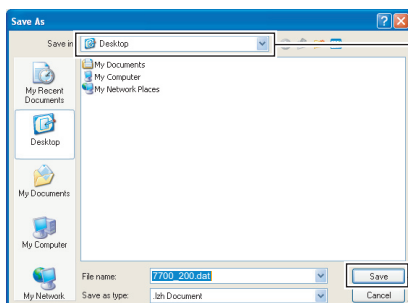 Save As
Save in
Desktop
My Documents
My Computer
My Network Places
My Recent
Documents
Desktop
My Documents
My Computer
My Network
File name:
7700_200.dat
Save
Save as type:
.lzh Document
Cancel